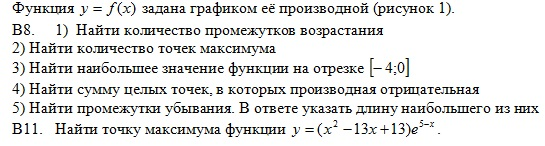 Функция y = f(x) задана графиком её производной (рисунок 1).
В8. 1) Найти количество промежутков возрастания
2) Найти количество точек максимума
3) Найти наибольшее значение функции на отрезке [– 4;0]
4) Найти сумму целых точек, в которых производная отрицательная
5) Найти промежутки убывания. В ответе указать длину наибольшего из них
В11. Найти точку максимума функции y = (x² −13x +13)e⁵⁻ˣ .